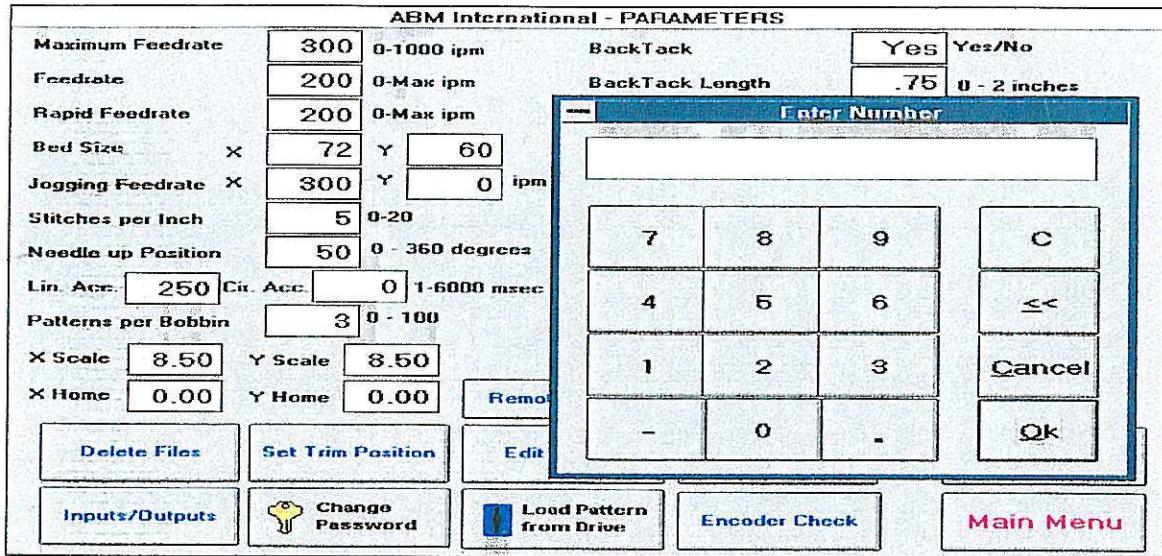 ABM International - PARAMETERS
Maximum Feedrate 300 0-1000 ipm BackTack Yes Yes/No
Feedrate 200 0-Max ipm BackTack Length .75 0 - 2 inches
Rapid Feedrate 200 0-Max ipm
Bed Size X 72 Y 60
Jogging Feedrate X 300 Y 0 ipm
Stitches per Inch 5 0-20
Needle up Position 50 0 - 360 degrees
Lin. Acc. 250 Cir. Acc. 0 1-6000 msec
Patterns per Bobbin 3 0 - 100
X Scale 8.50 Y Scale 8.50
X Home 0.00 Y Home 0.00
Enter Number
7 8 9 C
4 5 6 <<
1 2 3 Cancel
- 0 . Ok
Delete Files Set Trim Position Edit
Inputs/Outputs Change Password Load Pattern from Drive Encoder Check Main Menu